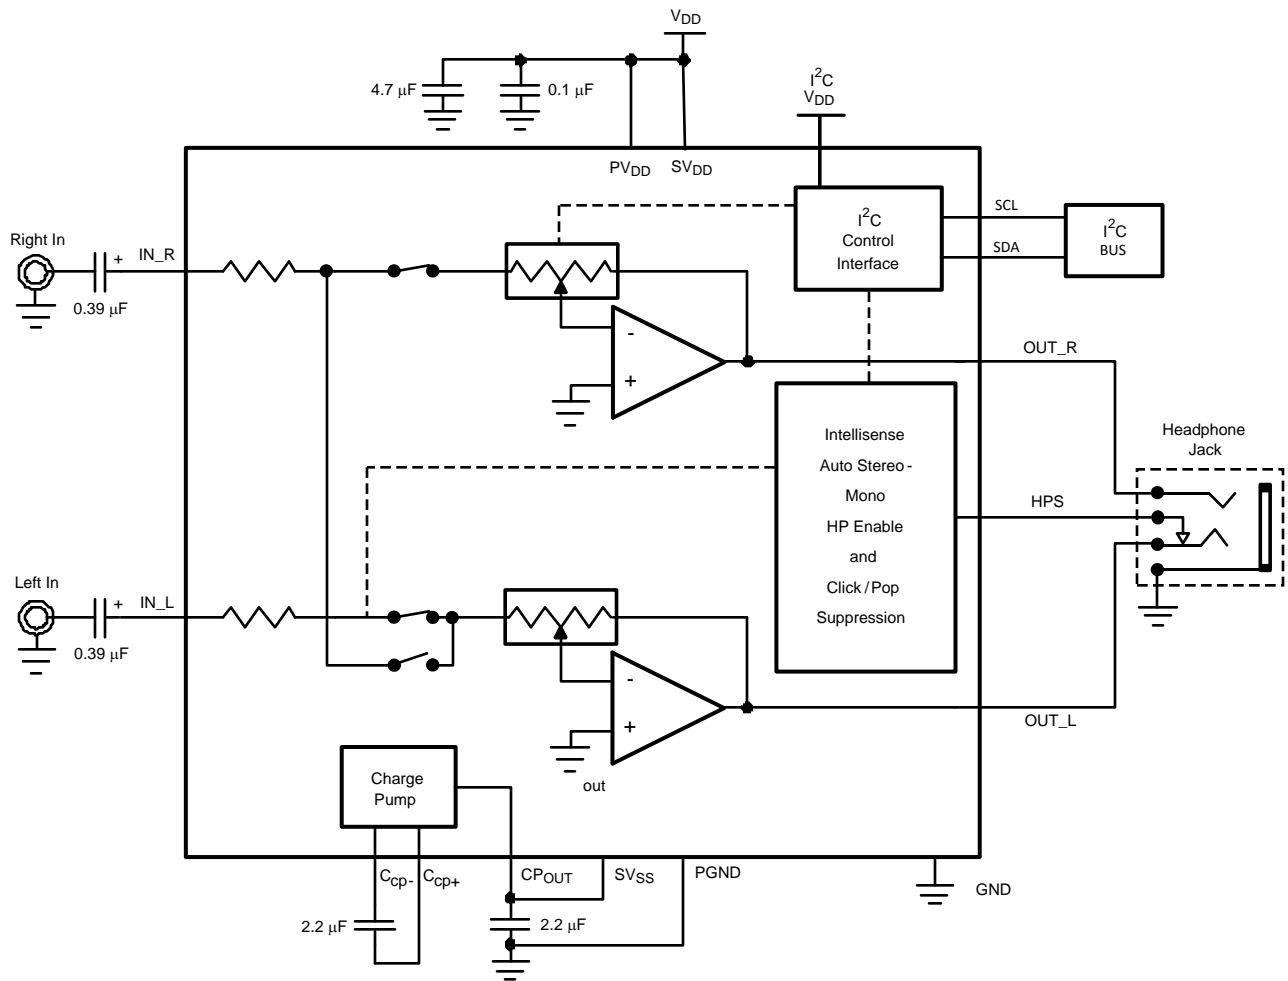 VDD
4.7 µF
0.1 µF
I2C
VDD
PVDD
SVDD
Right In
+
IN_R
0.39 µF
I2C
Control
Interface
SCL
SDA
I2C
BUS
-
+
OUT_R
Intellisense
Auto Stereo-
Mono
HP Enable
and
Click/Pop
Suppression
HPS
Headphone
Jack
Left In
+
IN_L
0.39 µF
-
+
OUT_L
out
Charge
Pump
Ccp-
Ccp+
CPOUT
SVSS
PGND
GND
2.2 µF
2.2 µF